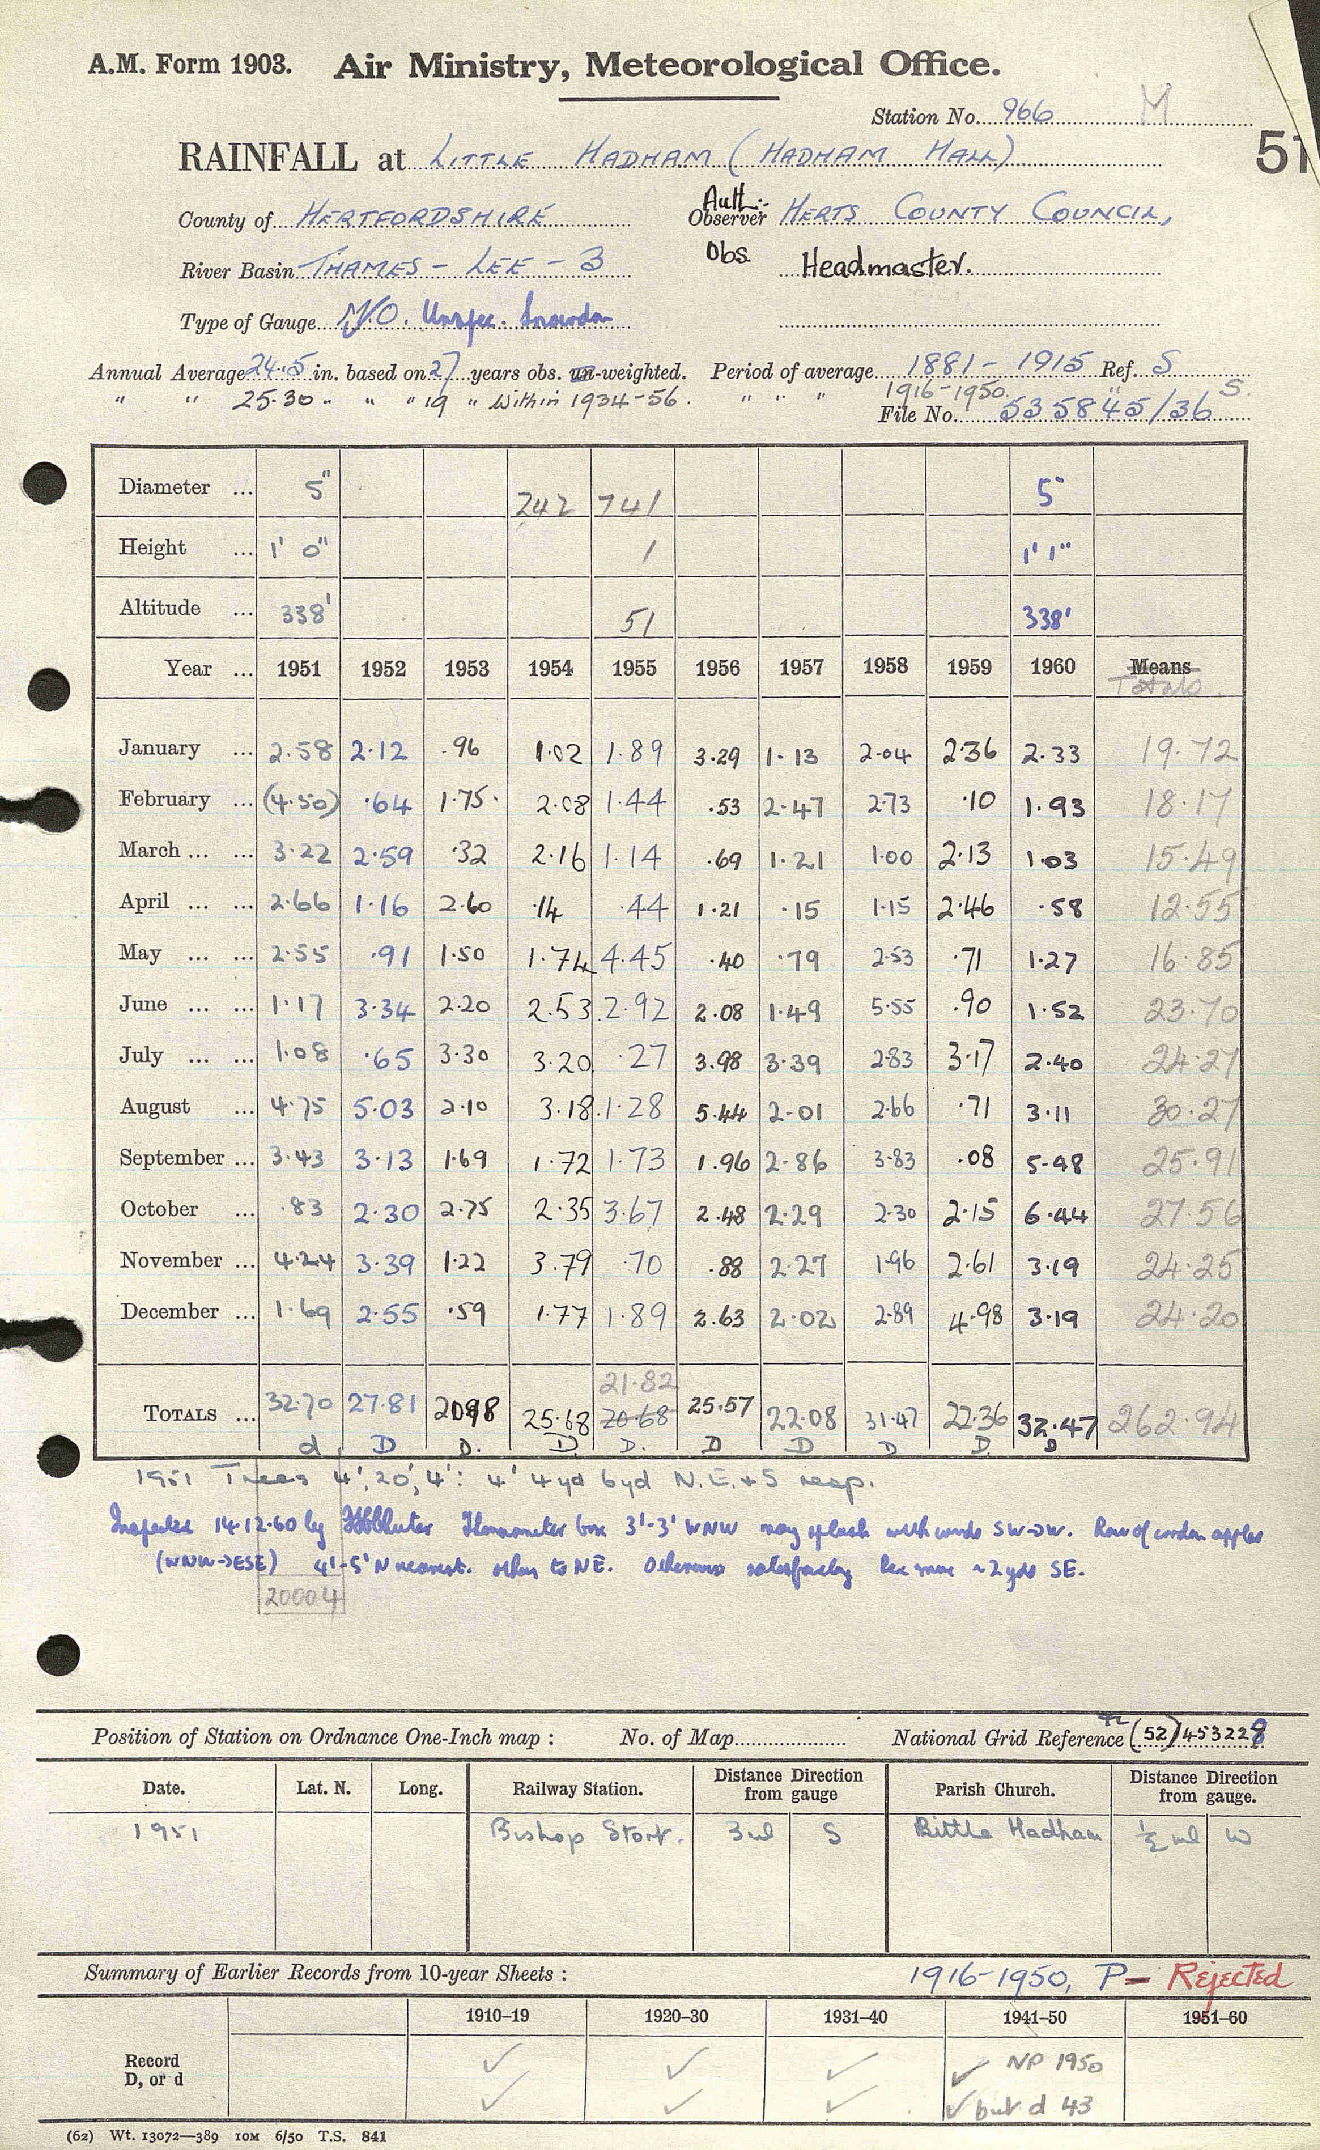 A.M. Form 1903. Air Ministry, Meteorological Office.
Station No. 966 M
RAINFALL at LITTLE HADHAM (HADHAM HALL) 51
County of HERTFORDSHIRE Auth:- Observer HERTS COUNTY COUNCIL,
River Basin THAMES - LEE - 3 Obs Headmaster.
Type of Gauge M.O. Unspec. Snowdon
Annual Average 24.5 in. based on 27 years obs. un-weighted. Period of average 1881 - 1915 Ref. S
" " 25.30 " " " 19 " Within 1934-56. " " " 1916-1950. " S.
File No. 535845/36
Diameter ... 5" 242 741 5"
Height ... 1' 0" 1 1' 1"
Altitude ... 338' 51 338'
Year ... 1951 1952 1953 1954 1955 1956 1957 1958 1959 1960 Means
Totals
January ... 2.58 2.12 .96 1.02 1.89 3.29 1.13 2.04 2.36 2.33 19.72
February ... (4.50) .64 1.75 2.08 1.44 .53 2.47 2.73 .10 1.93 18.17
March ... ... 3.22 2.59 .32 2.16 1.14 .69 1.21 1.00 2.13 1.03 15.49
April ... ... 2.66 1.16 2.60 .14 .44 1.21 .15 1.15 2.46 .58 12.55
May ... ... 2.55 .91 1.50 1.74 4.45 .40 .79 2.53 .71 1.27 16.85
June ... ... 1.17 3.34 2.20 2.53 2.92 2.08 1.49 5.55 .90 1.52 23.70
July ... ... 1.08 .65 3.30 3.20 .27 3.98 3.39 2.83 3.17 2.40 24.27
August ... 4.75 5.03 2.10 3.18 1.28 5.44 2.01 2.66 .71 3.11 30.27
September ... 3.43 3.13 1.69 1.72 1.73 1.96 2.86 3.83 .08 5.48 25.91
October ... .83 2.30 2.75 2.35 3.67 2.48 2.29 2.30 2.15 6.44 27.56
November ... 4.24 3.39 1.22 3.79 .70 .88 2.27 1.96 2.61 3.19 24.25
December ... 1.69 2.55 .59 1.77 1.89 2.63 2.02 2.89 4.98 3.19 24.20
21.82
TOTALS ... 32.70 27.81 20.98 25.68 20.68 25.57 22.08 31.47 22.36 32.47 262.94
d D D. D D. D D D D. D
1951 Trees 4', 20', 4': 4' 4yd 6yd N.E.+S resp.
Inspected 14.12.60 by Thermometer box 3'-3' WNW may splash with winds SW->W. Row of cordon apples
(WNW->ESE) 4'-5' N nearest. others to NE. Otherwise satisfactory ~2yds SE.
20004
Position of Station on Ordnance One-Inch map : No. of Map National Grid Reference 42 (52) 453228
Date. Lat. N. Long. Railway Station. Distance Direction from gauge Parish Church. Distance Direction from gauge.
1951 Bishop Stort. 3ml S Little Hadham ½ ml W
Summary of Earlier Records from 10-year Sheets : 1916-1950, P- Rejected
1910-19 1920-30 1931-40 1941-50 1951-60
Record D, or d ✓ ✓ ✓ ✓ NP 1950
✓ ✓ ✓ ✓ but d 43
(62) Wt. 13072—389 10M 6/50 T.S. 841